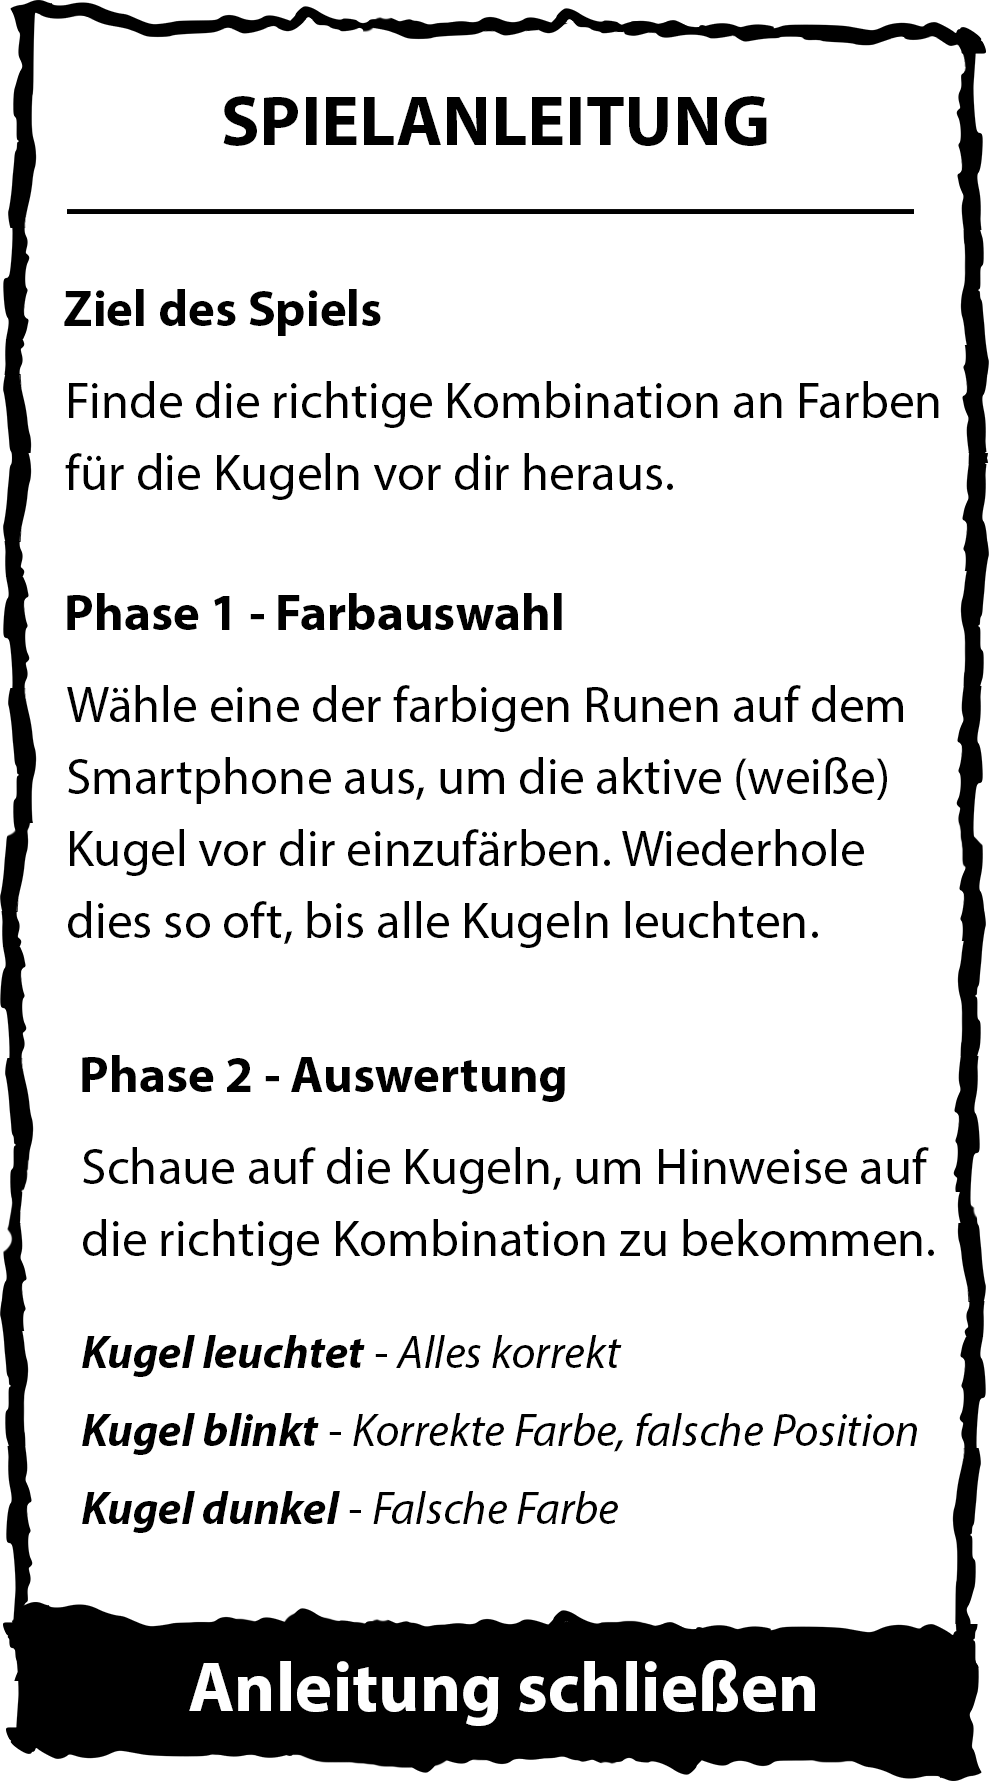 SPIELANLEITUNG
Ziel des Spiels
Finde die richtige Kombination an Farben
für die Kugeln vor dir heraus.
Phase 1 - Farbauswahl
Wähle eine der farbigen Runen auf dem
Smartphone aus, um die aktive (weiße)
Kugel vor dir einzufärben. Wiederhole
dies so oft, bis alle Kugeln leuchten.
Phase 2 - Auswertung
Schaue auf die Kugeln, um Hinweise auf
die richtige Kombination zu bekommen.
Kugel leuchtet - Alles korrekt
Kugel blinkt - Korrekte Farbe, falsche Position
Kugel dunkel - Falsche Farbe
Anleitung schließen